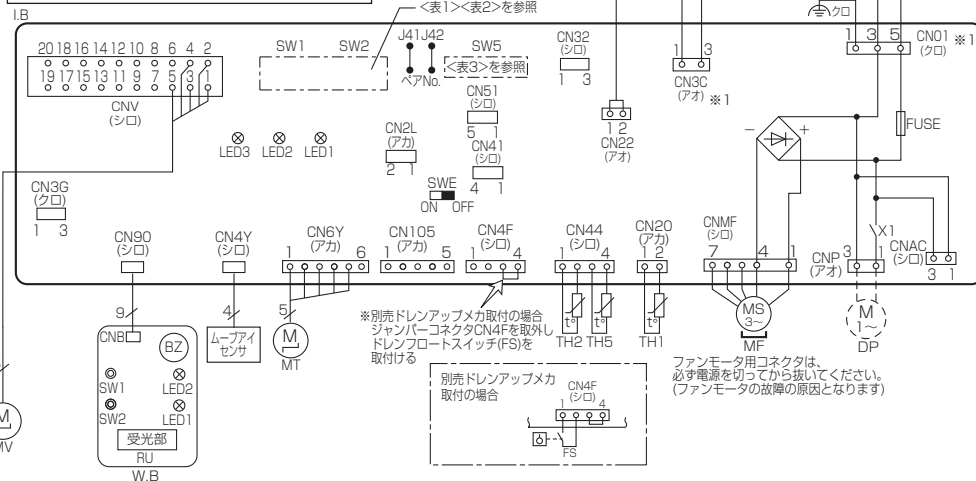 <表1><表2>を参照
I.B
クロ
20 18 16 14 12 10 8 6 4 2
19 17 15 13 11 9 7 5 3 1
CNV
(シロ)
SW1
SW2
J41 J42
ペアNo.
SW5
<表3>を参照
CN32
(シロ)
1 3
1 3
CN3C
(アオ)
※1
1 3 5
CN01
(クロ)
※1
LED3 LED2 LED1
CN2L
(アカ)
2 1
CN51
(シロ)
5 1
CN41
(シロ)
4 1
SWE
ON OFF
1 2
CN22
(アオ)
− +
FUSE
CN3G
(クロ)
1 3
CN90
(シロ)
CN4Y
(シロ)
CN6Y
(アカ)
1 6
CN105
(アカ)
1 5
CN4F
(シロ)
1 4
CN44
(シロ)
1 4
CN20
(アカ)
1 2
CNMF
(シロ)
7 4 1
CNP
(アオ)
3 1
X1
CNAC
(シロ)
3 1
9
4
5
CNB
BZ
SW1
SW2
LED2
LED1
受光部
RU
W.B
ムーブアイ
センサ
M
MT
※別売ドレンアップメカ取付の場合
ジャンパーコネクタCN4Fを取外し
ドレンフロートスイッチ(FS)を
取付ける
t°
t°
TH2 TH5
t°
TH1
MS
3~
MF
M
1~
DP
ファンモータ用コネクタは、
必ず電源を切ってから抜いてください。
(ファンモータの故障の原因となります)
別売ドレンアップメカ
取付の場合
CN4F
(シロ)
1 4
FS
M
MV